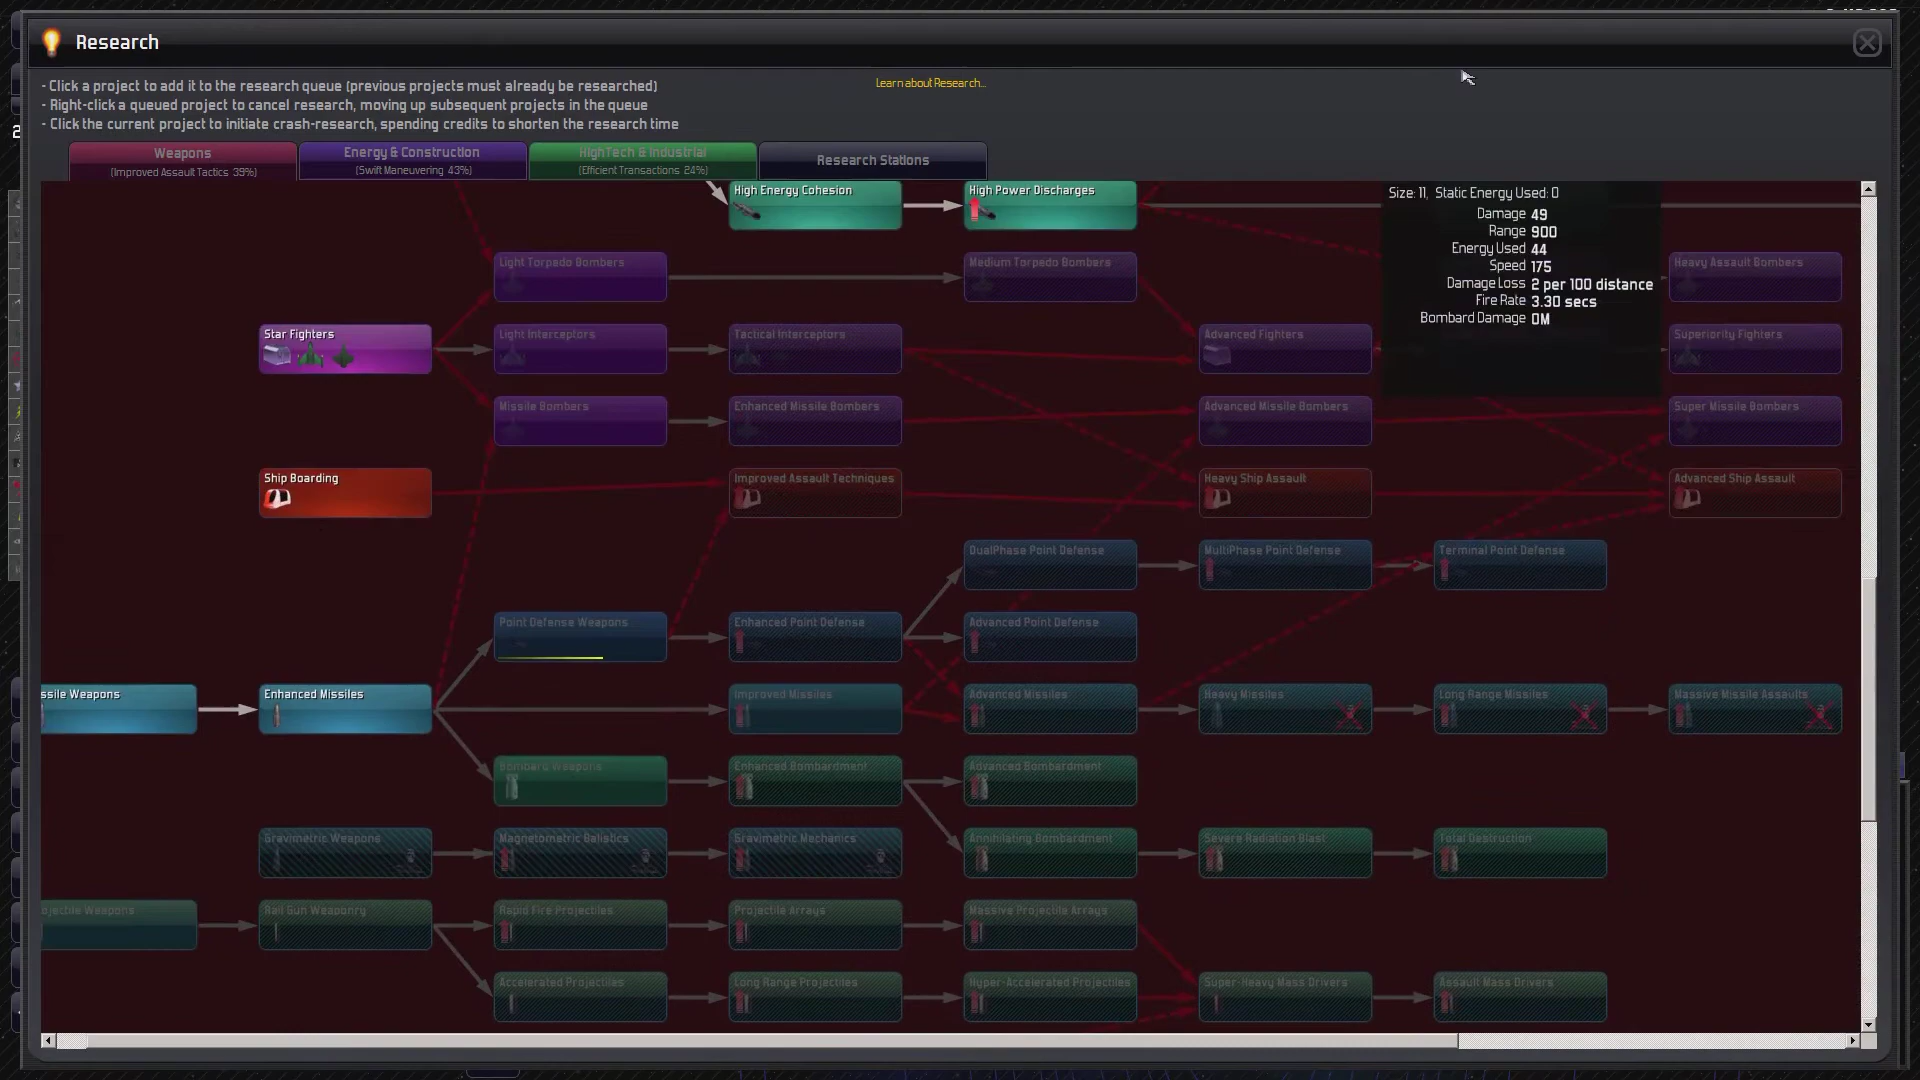 Research
- Click a project to add it to the research queue (previous projects must already be researched)
Learn about Research...
- Right-click a queued project to cancel research, moving up subsequent projects in the queue
- Click the current project to initiate crash-research, spending credits to shorten the research time
Weapons
(Improved Assault Tactics 39%)
Energy & Construction
(Swift Maneuvering 43%)
HighTech & Industrial
(Efficient Transactions 24%)
Research Stations
High Energy Cohesion
High Power Discharges
Size: 11, Static Energy Used: 0
Damage 49
Range 900
Energy Used 44
Speed 175
Damage Loss 2 per 100 distance
Fire Rate 3.30 secs
Bombard Damage 0M
Light Torpedo Bombers
Medium Torpedo Bombers
Heavy Assault Bombers
Star Fighters
Light Interceptors
Tactical Interceptors
Advanced Fighters
Superiority Fighters
Missile Bombers
Enhanced Missile Bombers
Advanced Missile Bombers
Super Missile Bombers
Ship Boarding
Improved Assault Techniques
Heavy Ship Assault
Advanced Ship Assault
DualPhase Point Defense
MultiPhase Point Defense
Terminal Point Defense
Point Defense Weapons
Enhanced Point Defense
Advanced Point Defense
ssile Weapons
Enhanced Missiles
Improved Missiles
Advanced Missiles
Heavy Missiles
Long Range Missiles
Massive Missile Assaults
Bombard Weapons
Enhanced Bombardment
Advanced Bombardment
Gravimetric Weapons
Magnetometric Balistics
Gravimetric Mechanics
Annihilating Bombardment
Severe Radiation Blast
Total Destruction
ojectile Weapons
Rail Gun Weaponry
Rapid Fire Projectiles
Projectile Arrays
Massive Projectile Arrays
Accelerated Projectiles
Long Range Projectiles
Hyper-Accelerated Projectiles
Super-Heavy Mass Drivers
Assault Mass Drivers